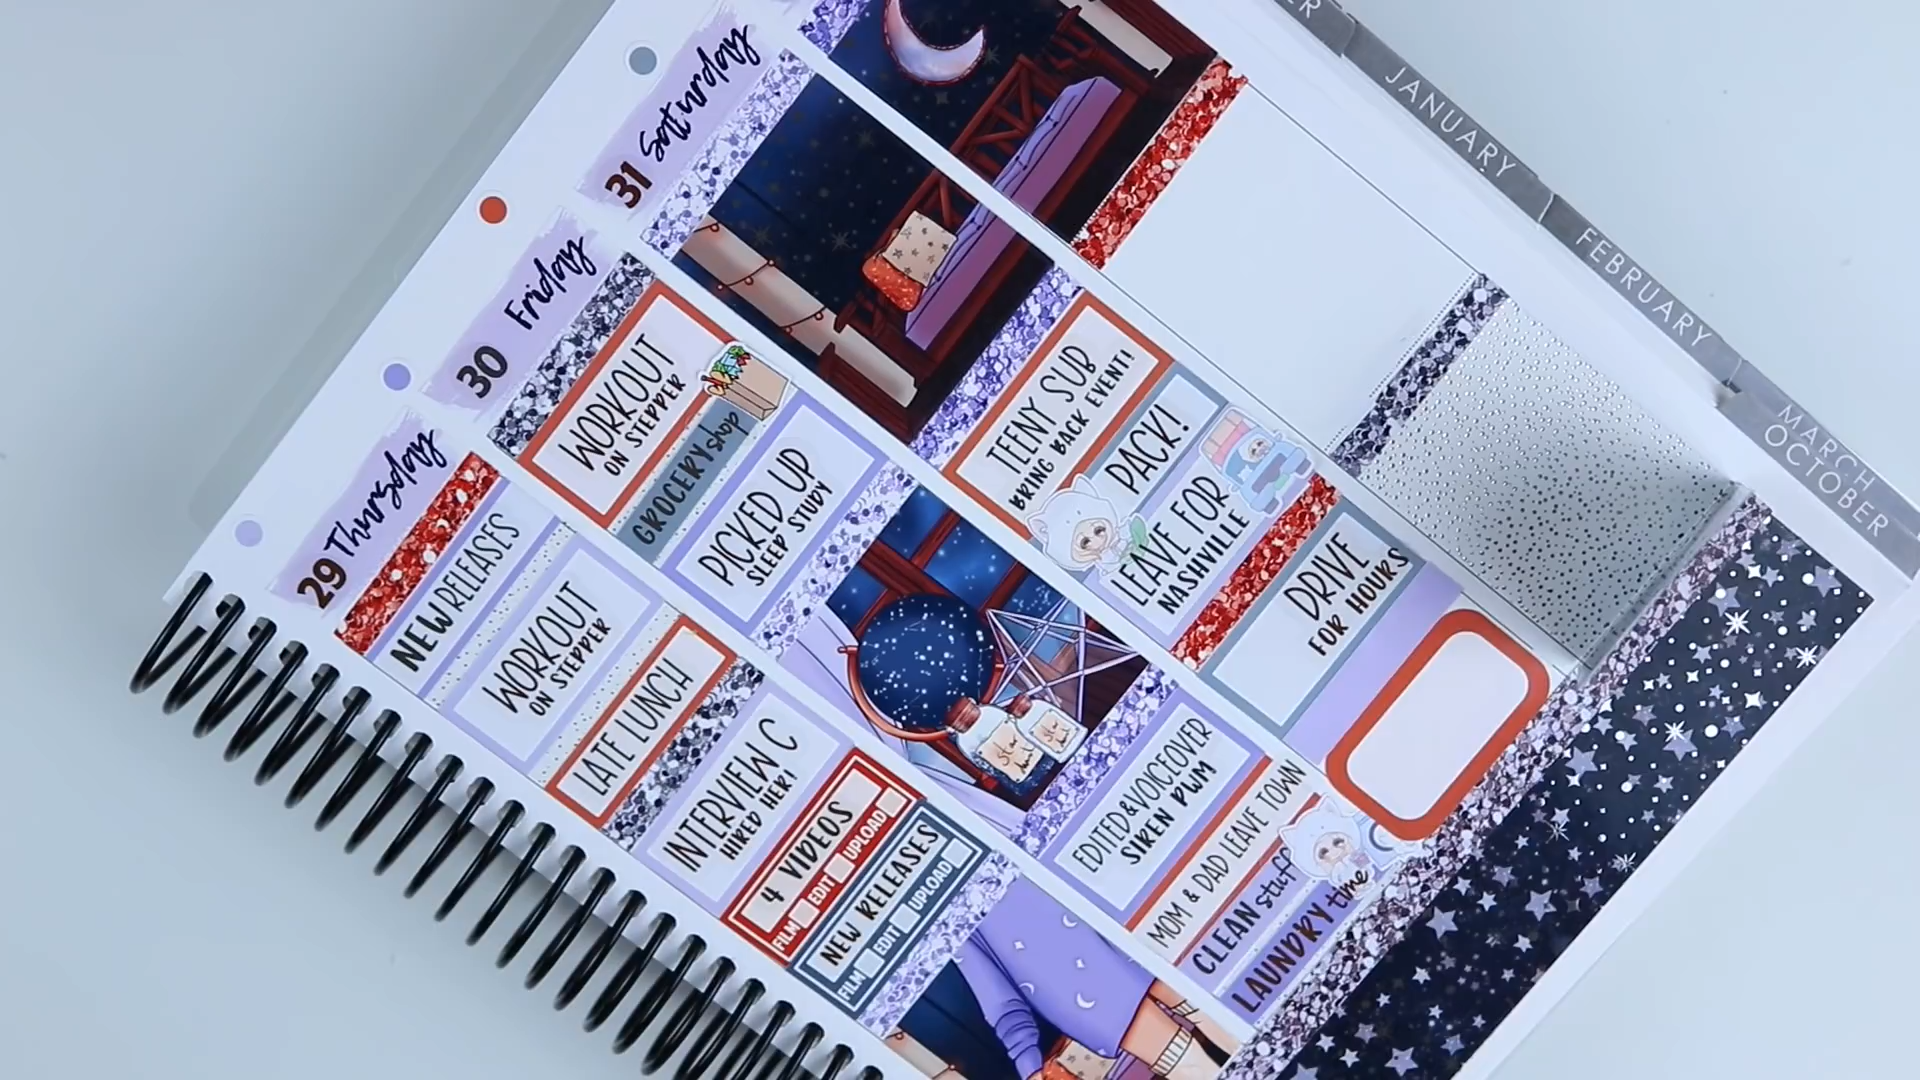 29 Thursday
NEW RELEASES
WORKOUT
ON STEPPER
LATE LUNCH
INTERVIEW C
HIRED HER!
4 VIDEOS
FILM EDIT UPLOAD
NEW RELEASES
FILM EDIT UPLOAD
30 Friday
WORKOUT
ON STEPPER
GROCERY shop
PICKED UP
SLEEP STUDY
EDITED & VOICEOVER
SIREN PWM
MOM & DAD LEAVE TOWN
CLEAN stuff
LAUNDRY time
31 Saturday
TEENY SUB
BRING BACK EVENT!
PACK!
LEAVE FOR
NASHVILLE
DRIVE
FOR HOURS
JANUARY
FEBRUARY
MARCH
OCTOBER